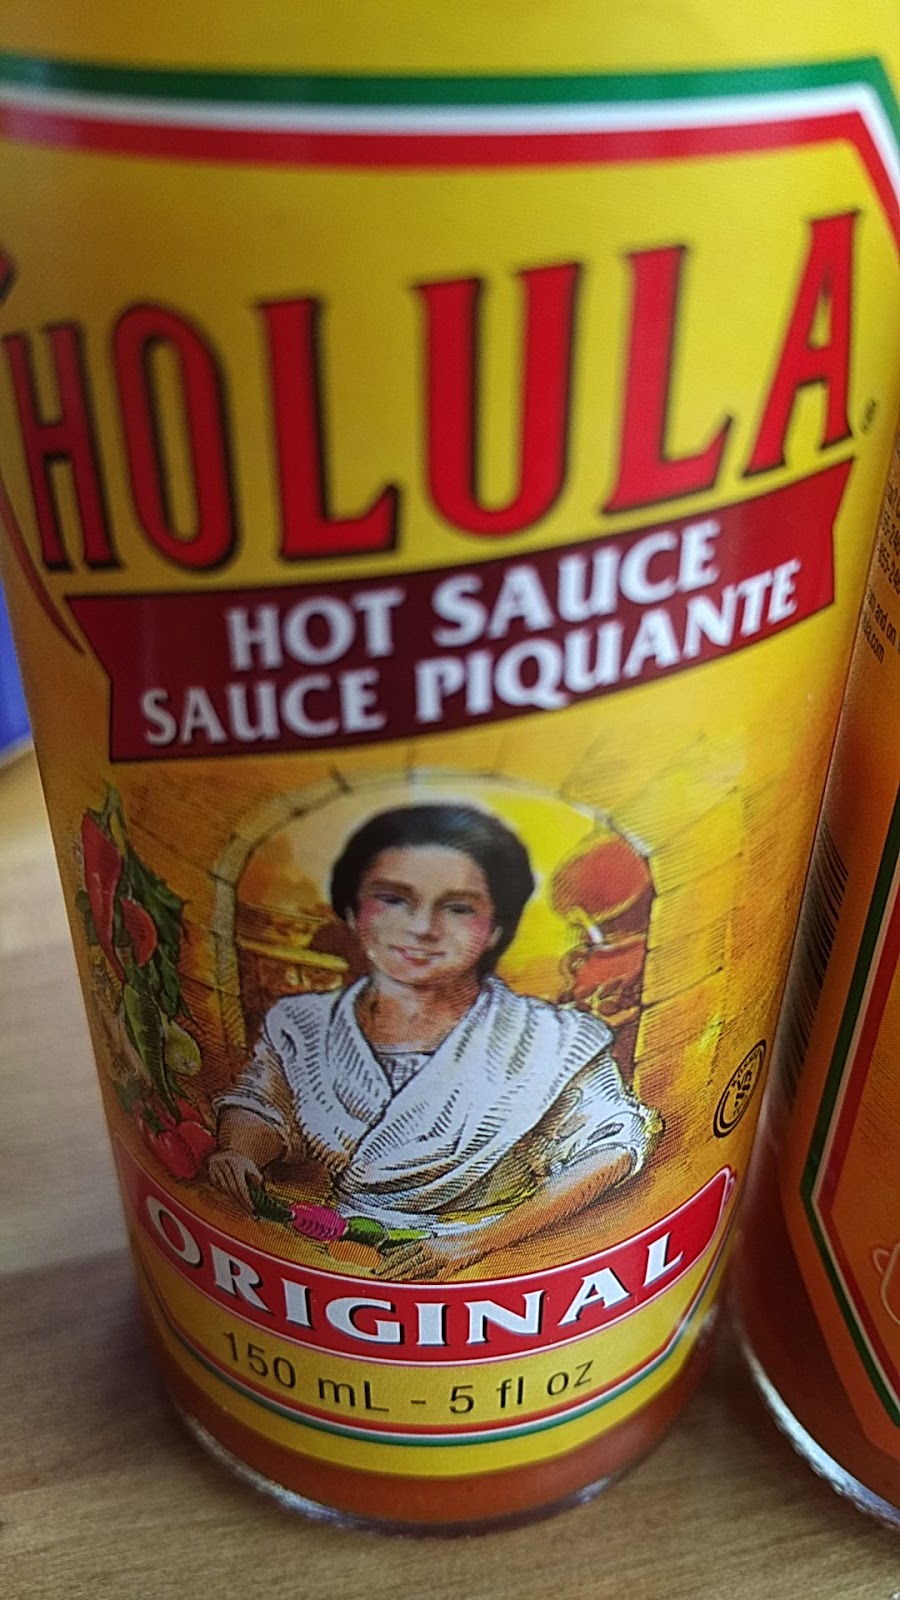 HOLULA
HOT SAUCE
SAUCE PIQUANTE
ORIGINAL
150 mL - 5 fl oz